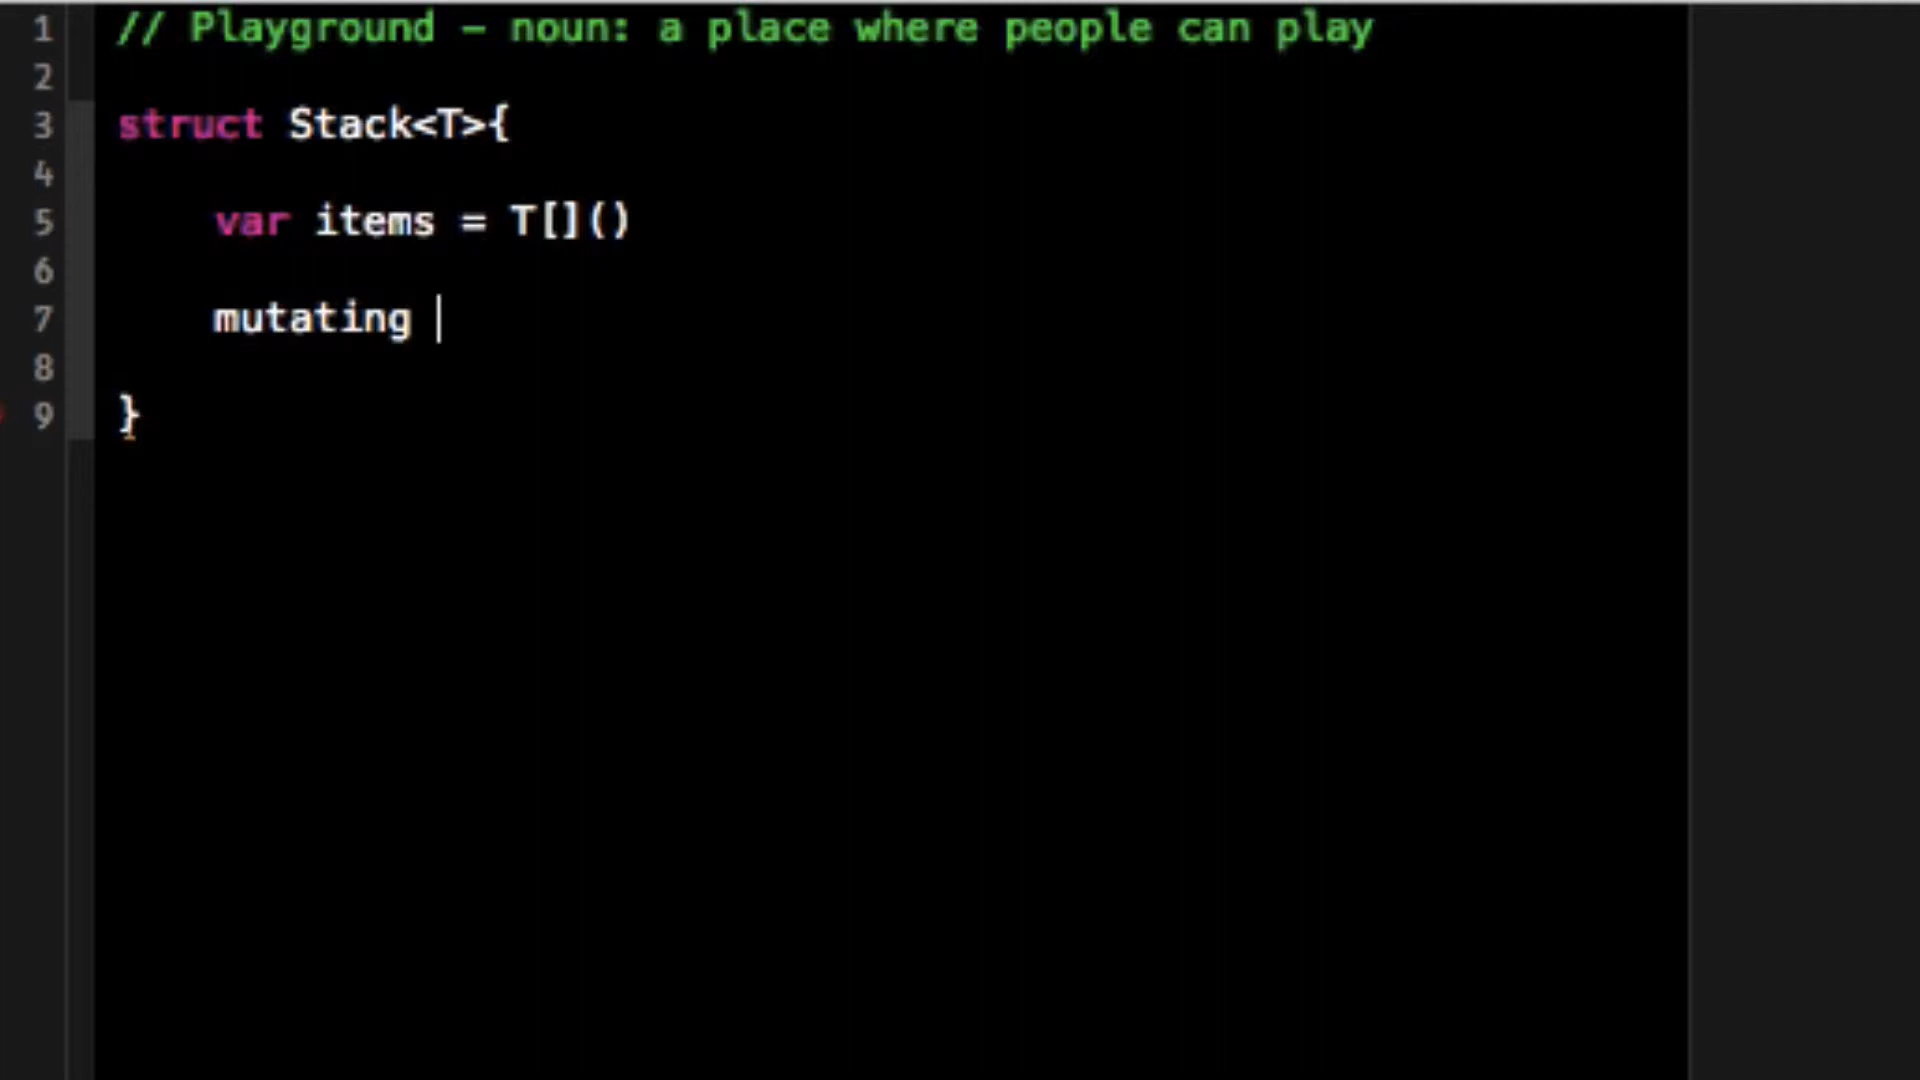 1 // Playground – noun: a place where people can play
2
3 struct Stack<T>{
4
5     var items = T[]()
6
7     mutating
8
9 }